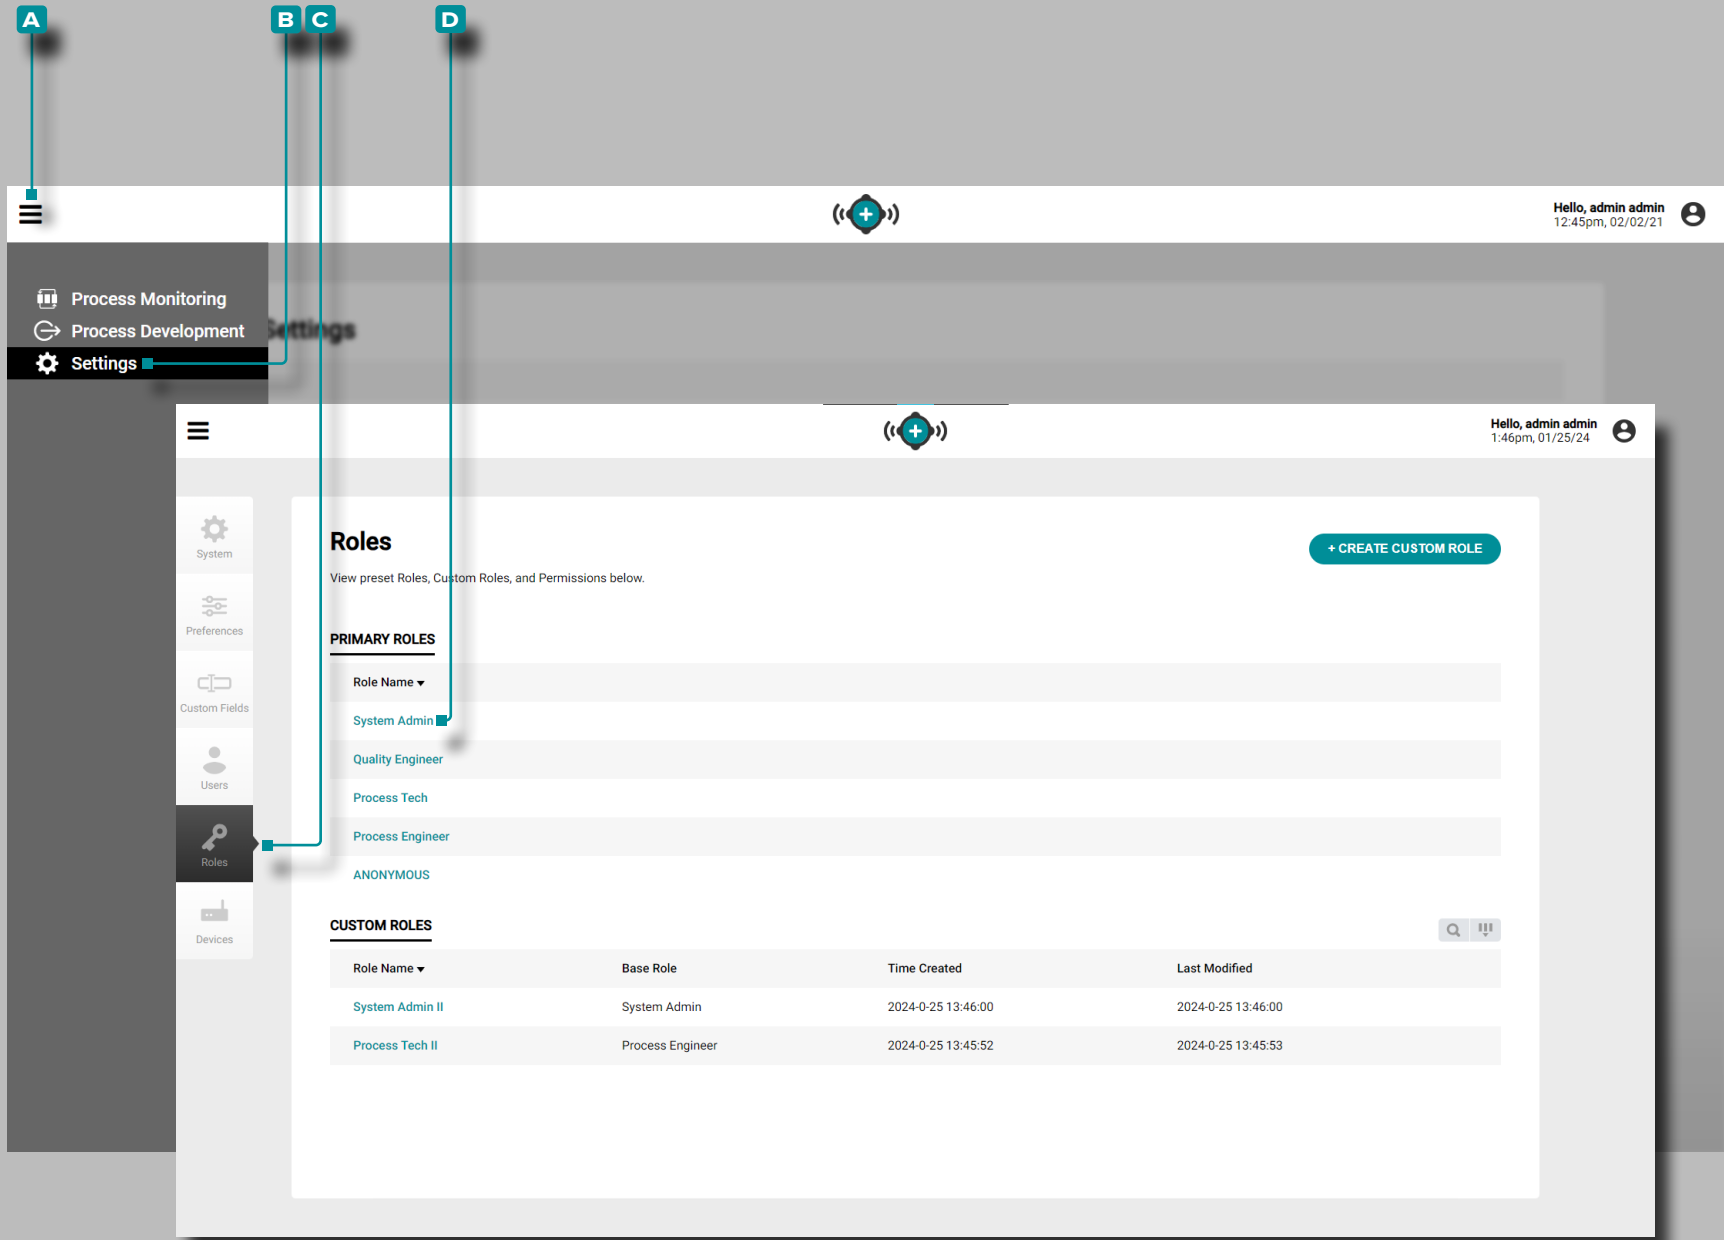 A B C D
Hello, admin admin
12:45pm, 02/02/21
Process Monitoring
Process Development
Settings
Settings
Hello, admin admin
1:46pm, 01/25/24
System
Preferences
Custom Fields
Users
Roles
Devices
Roles
+ CREATE CUSTOM ROLE
View preset Roles, Custom Roles, and Permissions below.
PRIMARY ROLES
Role Name
System Admin
Quality Engineer
Process Tech
Process Engineer
ANONYMOUS
CUSTOM ROLES
Role Name Base Role Time Created Last Modified
System Admin II System Admin 2024-0-25 13:46:00 2024-0-25 13:46:00
Process Tech II Process Engineer 2024-0-25 13:45:52 2024-0-25 13:45:53